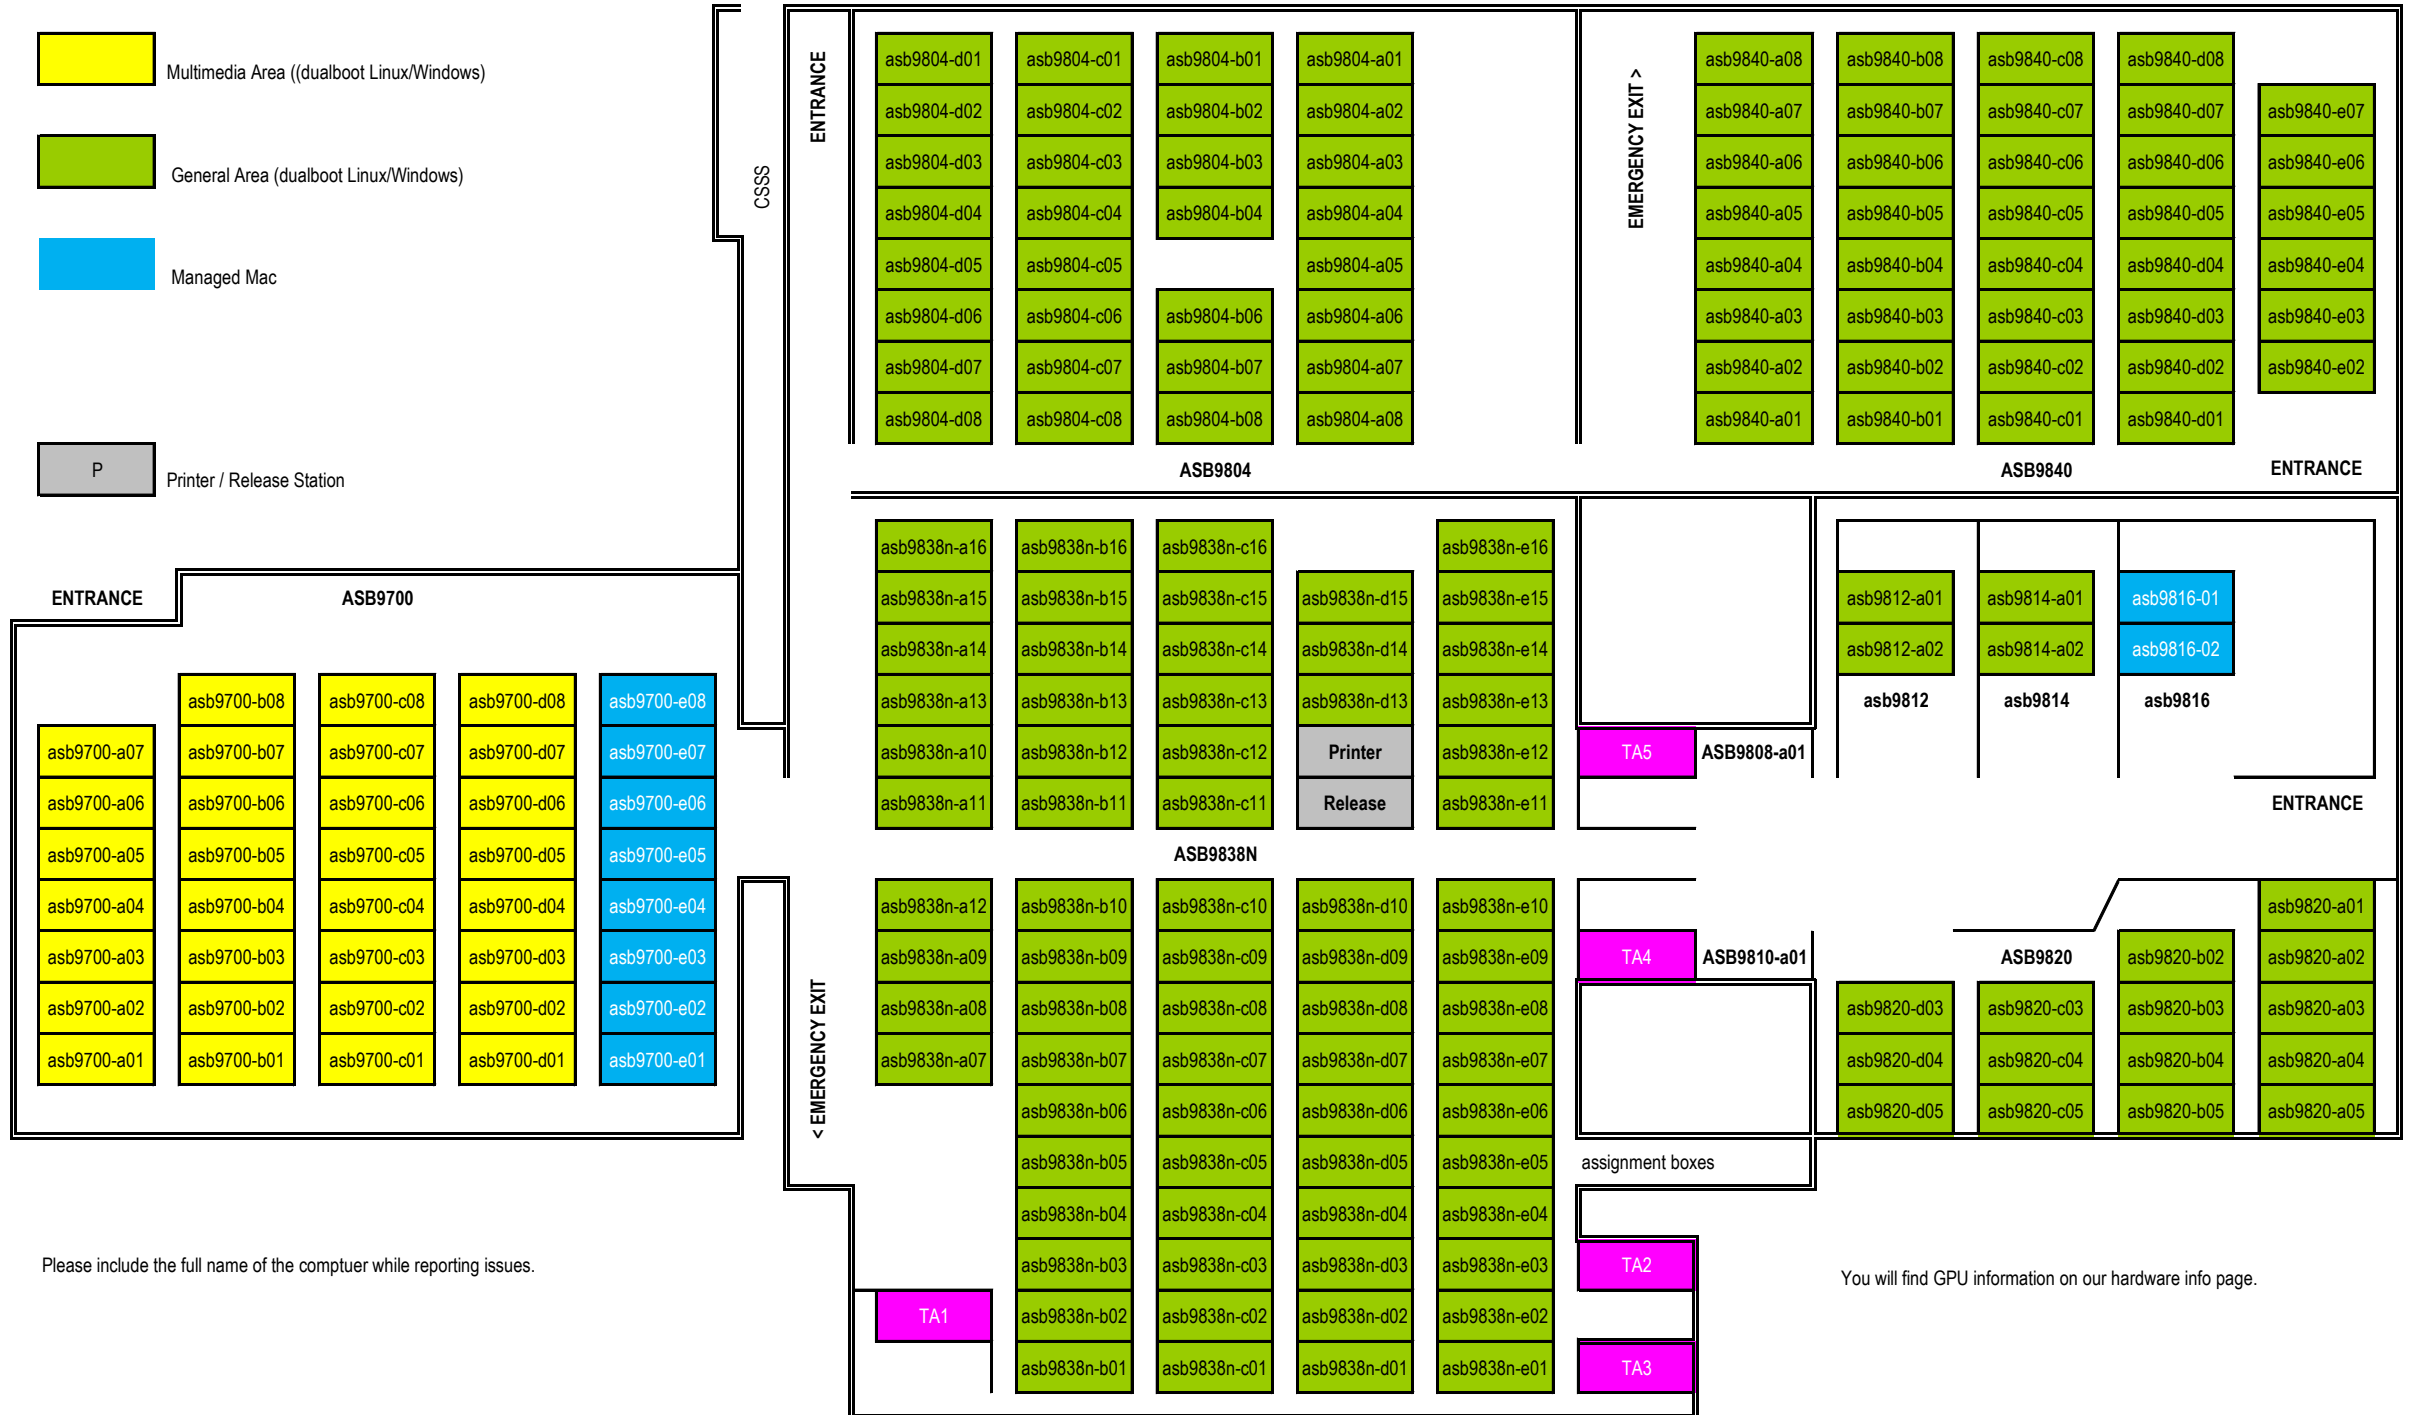 Multimedia Area ((dualboot Linux/Windows)
General Area (dualboot Linux/Windows)
Managed Mac
P
Printer / Release Station
CSSS
ENTRANCE
asb9804-d01 asb9804-c01 asb9804-b01 asb9804-a01
asb9804-d02 asb9804-c02 asb9804-b02 asb9804-a02
asb9804-d03 asb9804-c03 asb9804-b03 asb9804-a03
asb9804-d04 asb9804-c04 asb9804-b04 asb9804-a04
asb9804-d05 asb9804-c05 asb9804-a05
asb9804-d06 asb9804-c06 asb9804-b06 asb9804-a06
asb9804-d07 asb9804-c07 asb9804-b07 asb9804-a07
asb9804-d08 asb9804-c08 asb9804-b08 asb9804-a08
ASB9804
EMERGENCY EXIT >
asb9840-a08 asb9840-b08 asb9840-c08 asb9840-d08
asb9840-a07 asb9840-b07 asb9840-c07 asb9840-d07 asb9840-e07
asb9840-a06 asb9840-b06 asb9840-c06 asb9840-d06 asb9840-e06
asb9840-a05 asb9840-b05 asb9840-c05 asb9840-d05 asb9840-e05
asb9840-a04 asb9840-b04 asb9840-c04 asb9840-d04 asb9840-e04
asb9840-a03 asb9840-b03 asb9840-c03 asb9840-d03 asb9840-e03
asb9840-a02 asb9840-b02 asb9840-c02 asb9840-d02 asb9840-e02
asb9840-a01 asb9840-b01 asb9840-c01 asb9840-d01
ASB9840 ENTRANCE
ENTRANCE ASB9700
asb9700-b08 asb9700-c08 asb9700-d08 asb9700-e08
asb9700-a07 asb9700-b07 asb9700-c07 asb9700-d07 asb9700-e07
asb9700-a06 asb9700-b06 asb9700-c06 asb9700-d06 asb9700-e06
asb9700-a05 asb9700-b05 asb9700-c05 asb9700-d05 asb9700-e05
asb9700-a04 asb9700-b04 asb9700-c04 asb9700-d04 asb9700-e04
asb9700-a03 asb9700-b03 asb9700-c03 asb9700-d03 asb9700-e03
asb9700-a02 asb9700-b02 asb9700-c02 asb9700-d02 asb9700-e02
asb9700-a01 asb9700-b01 asb9700-c01 asb9700-d01 asb9700-e01
asb9838n-a16 asb9838n-b16 asb9838n-c16 asb9838n-e16
asb9838n-a15 asb9838n-b15 asb9838n-c15 asb9838n-d15 asb9838n-e15
asb9838n-a14 asb9838n-b14 asb9838n-c14 asb9838n-d14 asb9838n-e14
asb9838n-a13 asb9838n-b13 asb9838n-c13 asb9838n-d13 asb9838n-e13
asb9838n-a10 asb9838n-b12 asb9838n-c12 Printer asb9838n-e12
asb9838n-a11 asb9838n-b11 asb9838n-c11 Release asb9838n-e11
ASB9838N
< EMERGENCY EXIT
asb9838n-a12 asb9838n-b10 asb9838n-c10 asb9838n-d10 asb9838n-e10
asb9838n-a09 asb9838n-b09 asb9838n-c09 asb9838n-d09 asb9838n-e09
asb9838n-a08 asb9838n-b08 asb9838n-c08 asb9838n-d08 asb9838n-e08
asb9838n-a07 asb9838n-b07 asb9838n-c07 asb9838n-d07 asb9838n-e07
asb9838n-b06 asb9838n-c06 asb9838n-d06 asb9838n-e06
asb9838n-b05 asb9838n-c05 asb9838n-d05 asb9838n-e05
asb9838n-b04 asb9838n-c04 asb9838n-d04 asb9838n-e04
asb9838n-b03 asb9838n-c03 asb9838n-d03 asb9838n-e03
TA1 asb9838n-b02 asb9838n-c02 asb9838n-d02 asb9838n-e02
asb9838n-b01 asb9838n-c01 asb9838n-d01 asb9838n-e01
asb9812-a01 asb9814-a01 asb9816-01
asb9812-a02 asb9814-a02 asb9816-02
asb9812 asb9814 asb9816
TA5 ASB9808-a01
ENTRANCE
TA4 ASB9810-a01
ASB9820
asb9820-a01
asb9820-b02 asb9820-a02
asb9820-d03 asb9820-c03 asb9820-b03 asb9820-a03
asb9820-d04 asb9820-c04 asb9820-b04 asb9820-a04
asb9820-d05 asb9820-c05 asb9820-b05 asb9820-a05
assignment boxes
TA2
TA3
Please include the full name of the comptuer while reporting issues.
You will find GPU information on our hardware info page.